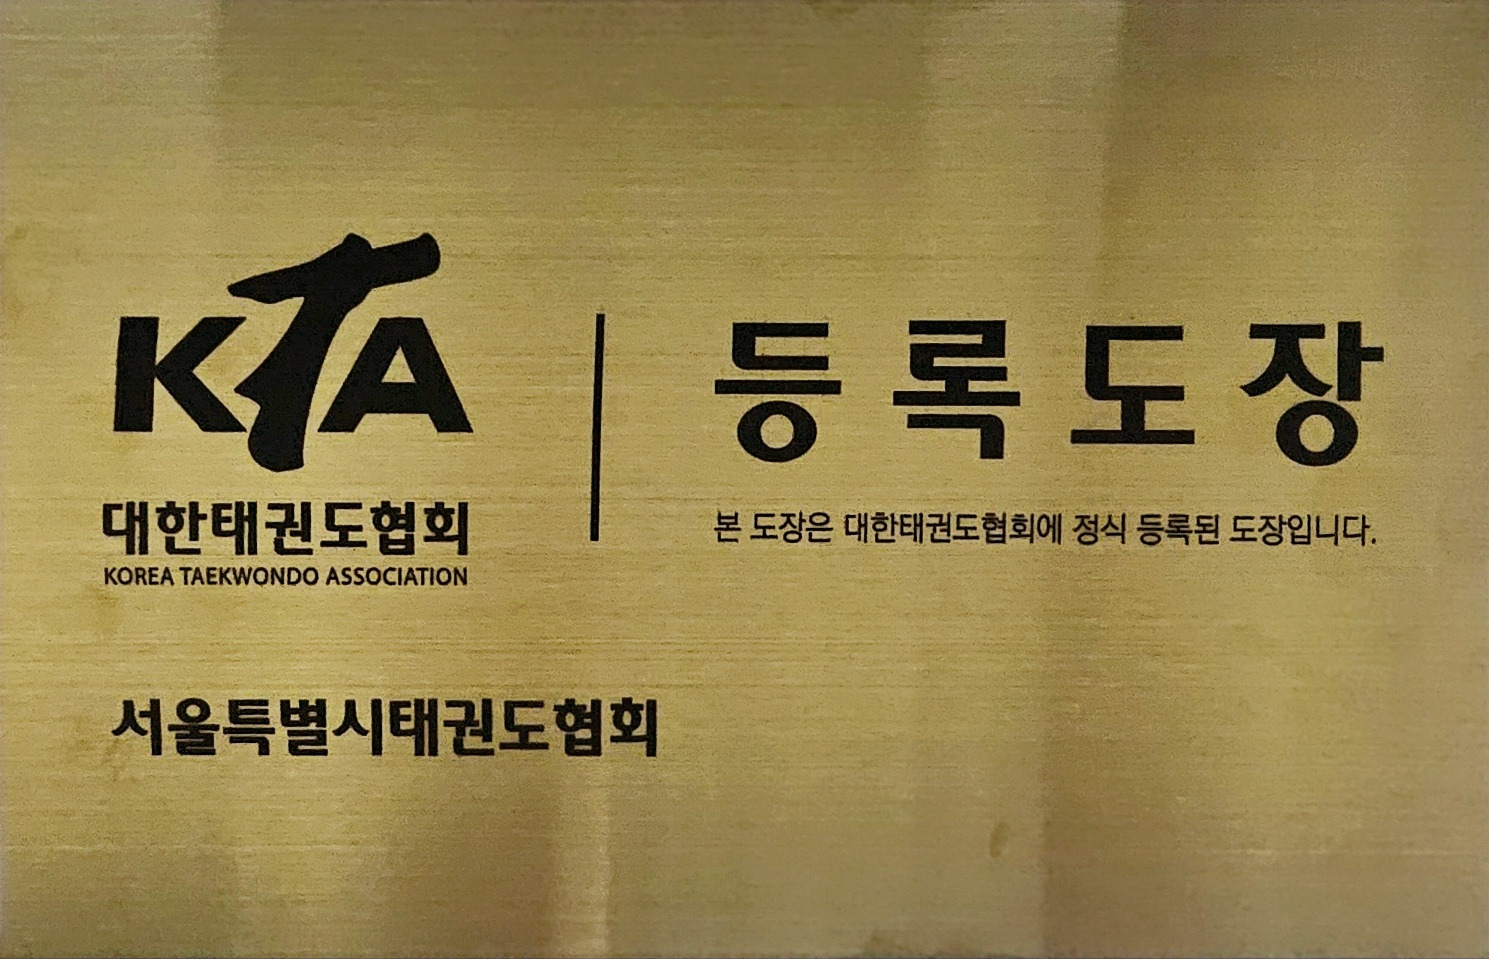 KTA
대한태권도협회
KOREA TAEKWONDO ASSOCIATION
등록도장
본 도장은 대한태권도협회에 정식 등록된 도장입니다.
서울특별시태권도협회